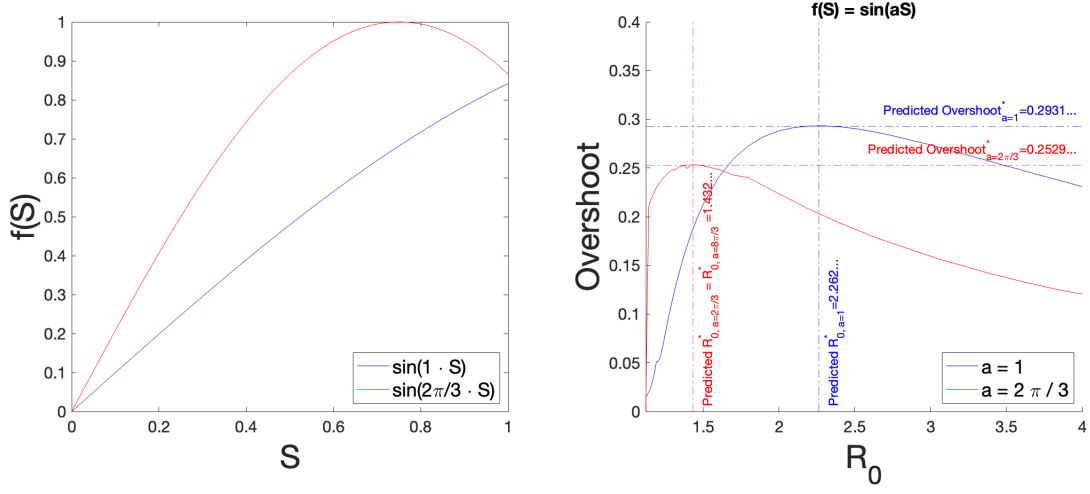 1
0.9
0.8
0.7
0.6
0.5
0.4
0.3
0.2
0.1
0
f(S)
0 0.2 0.4 0.6 0.8 1
S
sin(1 · S)
sin(2π/3 · S)
f(S) = sin(aS)
0.4
0.35
0.3
0.25
0.2
0.15
0.1
0.05
0
Overshoot
Predicted Overshoot*a=1=0.2931...
Predicted Overshoot*a=2π/3=0.2529...
Predicted R*0, a=2π/3 = R*0, a=8π/3 =1.432...
Predicted R*0, a=1=2.262...
1.5 2 2.5 3 3.5 4
R0
a = 1
a = 2 π / 3